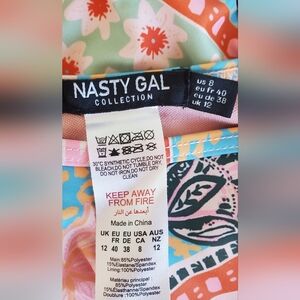 NASTY GAL
COLLECTION
us 8
eu fr 40
eu de 38
uk 12
30°C SYNTHETIC CYCLE.DO NOT
BLEACH.DO NOT TUMBLE DRY.
DO NOT IRON.DO NOT DRY
CLEAN
KEEP AWAY
FROM FIRE
أبعدها عن النار
Made in China
UK EU EU US AUS
FR DE CA NZ
12 40 38 8 12
Main:85%Polyester
15%Elastane/Spandex
Lining:100%Polyester
Matériau principal :
85%Polyester
15%Élasthanne/Spandex
Doublure :100%Polyester